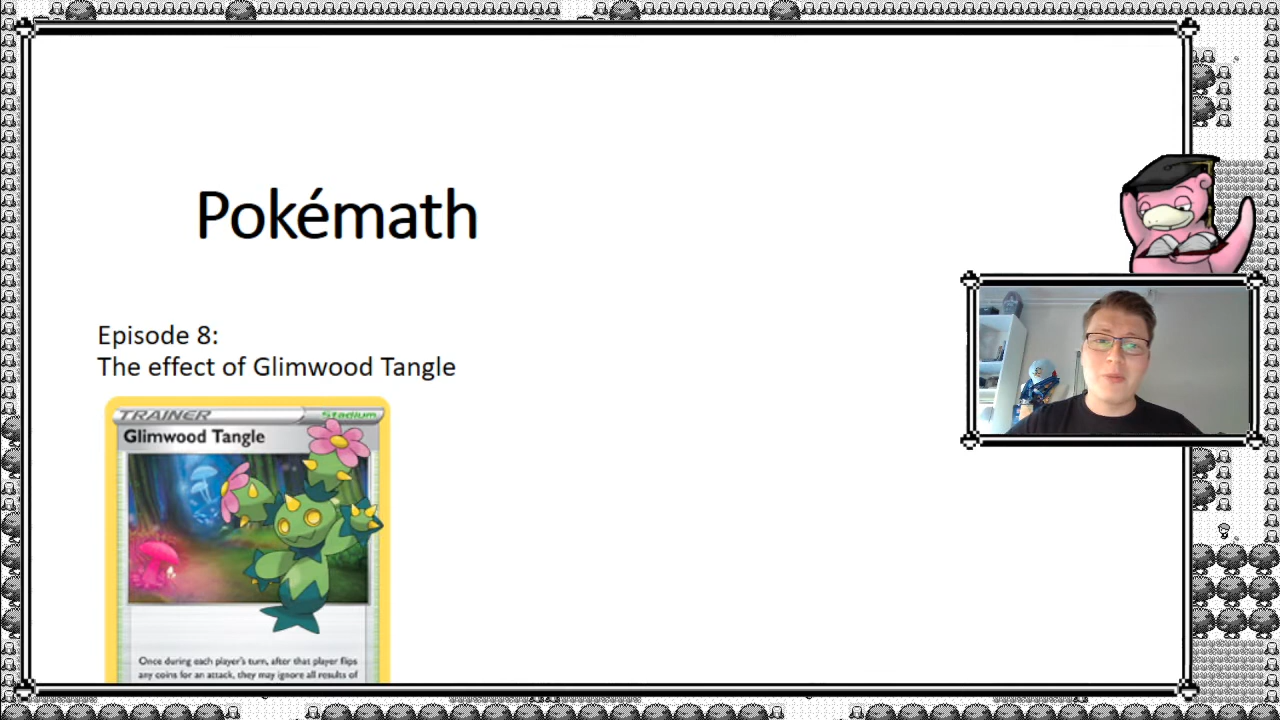 Pokémath
Episode 8:
The effect of Glimwood Tangle
TRAINER Stadium
Glimwood Tangle
Once during each player's turn, after that player flips
any coins for an attack, they may ignore all results of